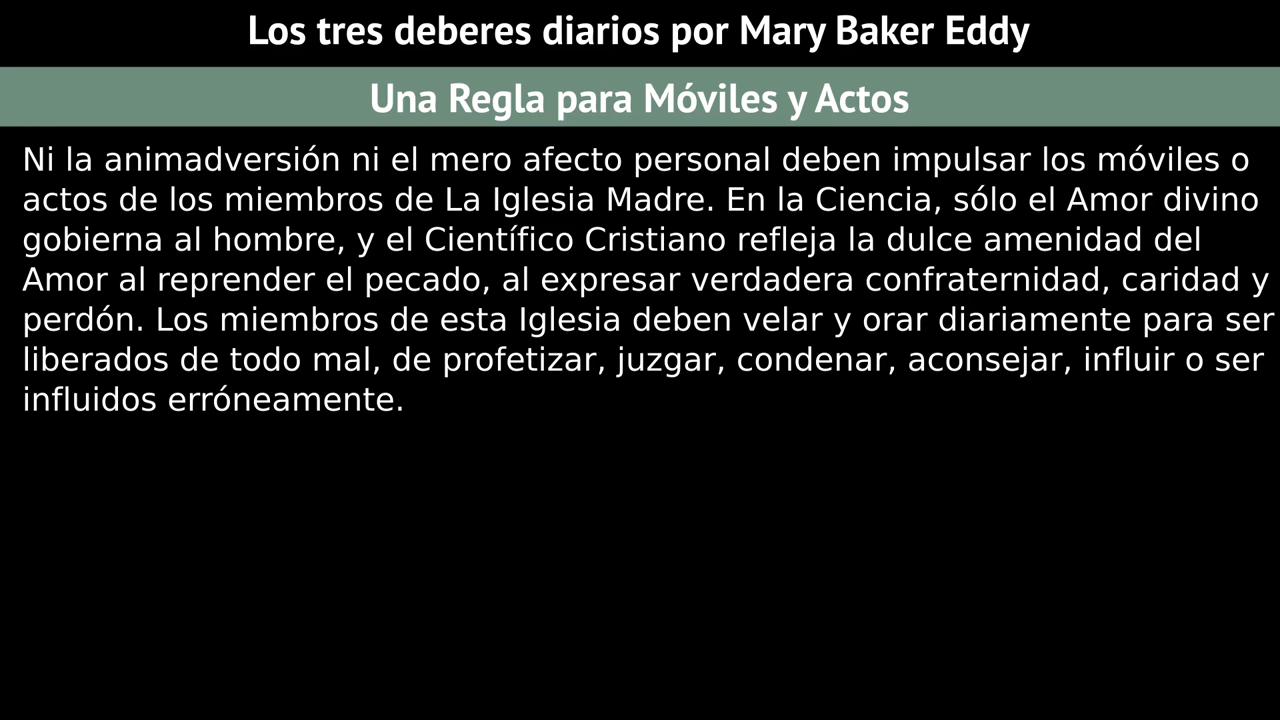 Los tres deberes diarios por Mary Baker Eddy
Una Regla para Móviles y Actos
Ni la animadversión ni el mero afecto personal deben impulsar los móviles o
actos de los miembros de La Iglesia Madre. En la Ciencia, sólo el Amor divino
gobierna al hombre, y el Científico Cristiano refleja la dulce amenidad del
Amor al reprender el pecado, al expresar verdadera confraternidad, caridad y
perdón. Los miembros de esta Iglesia deben velar y orar diariamente para ser
liberados de todo mal, de profetizar, juzgar, condenar, aconsejar, influir o ser
influidos erróneamente.